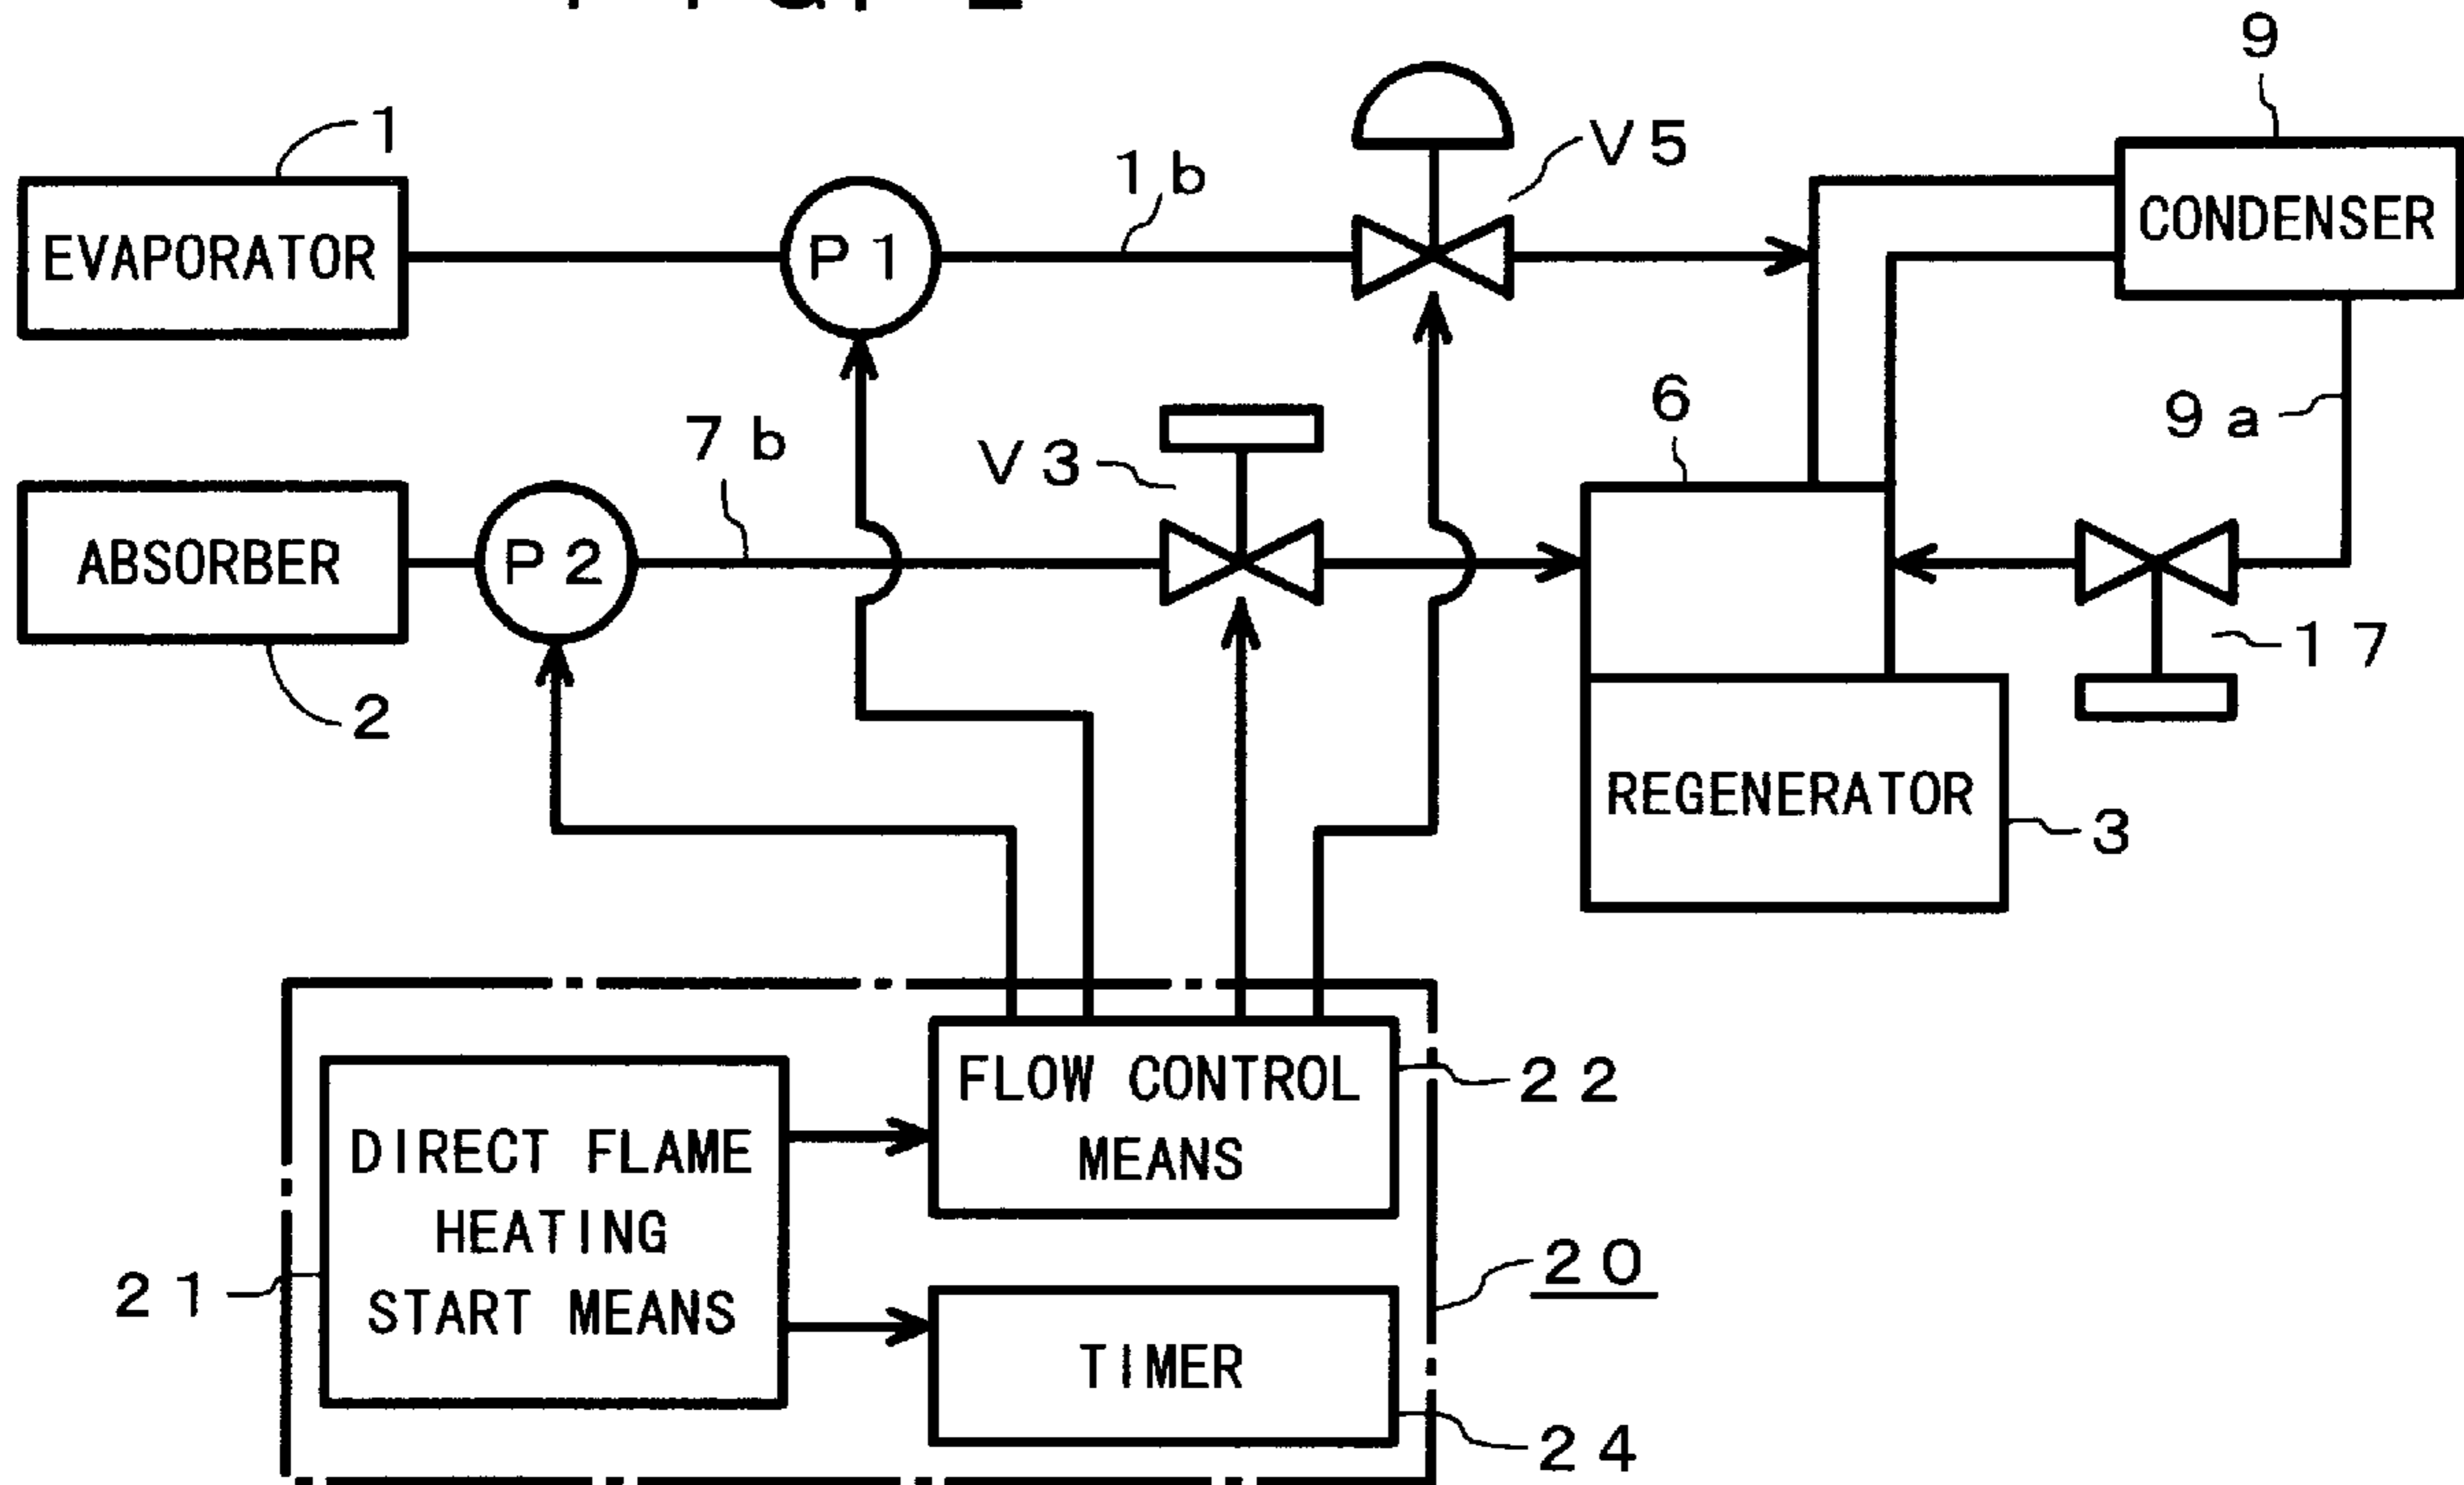 9
1
V5
1b
CONDENSER
EVAPORATOR
P1
6
9a
7b
V3
ABSORBER
P2
17
2
REGENERATOR
3
FLOW CONTROL
MEANS
22
DIRECT FLAME
HEATING
START MEANS
21
20
TIMER
24